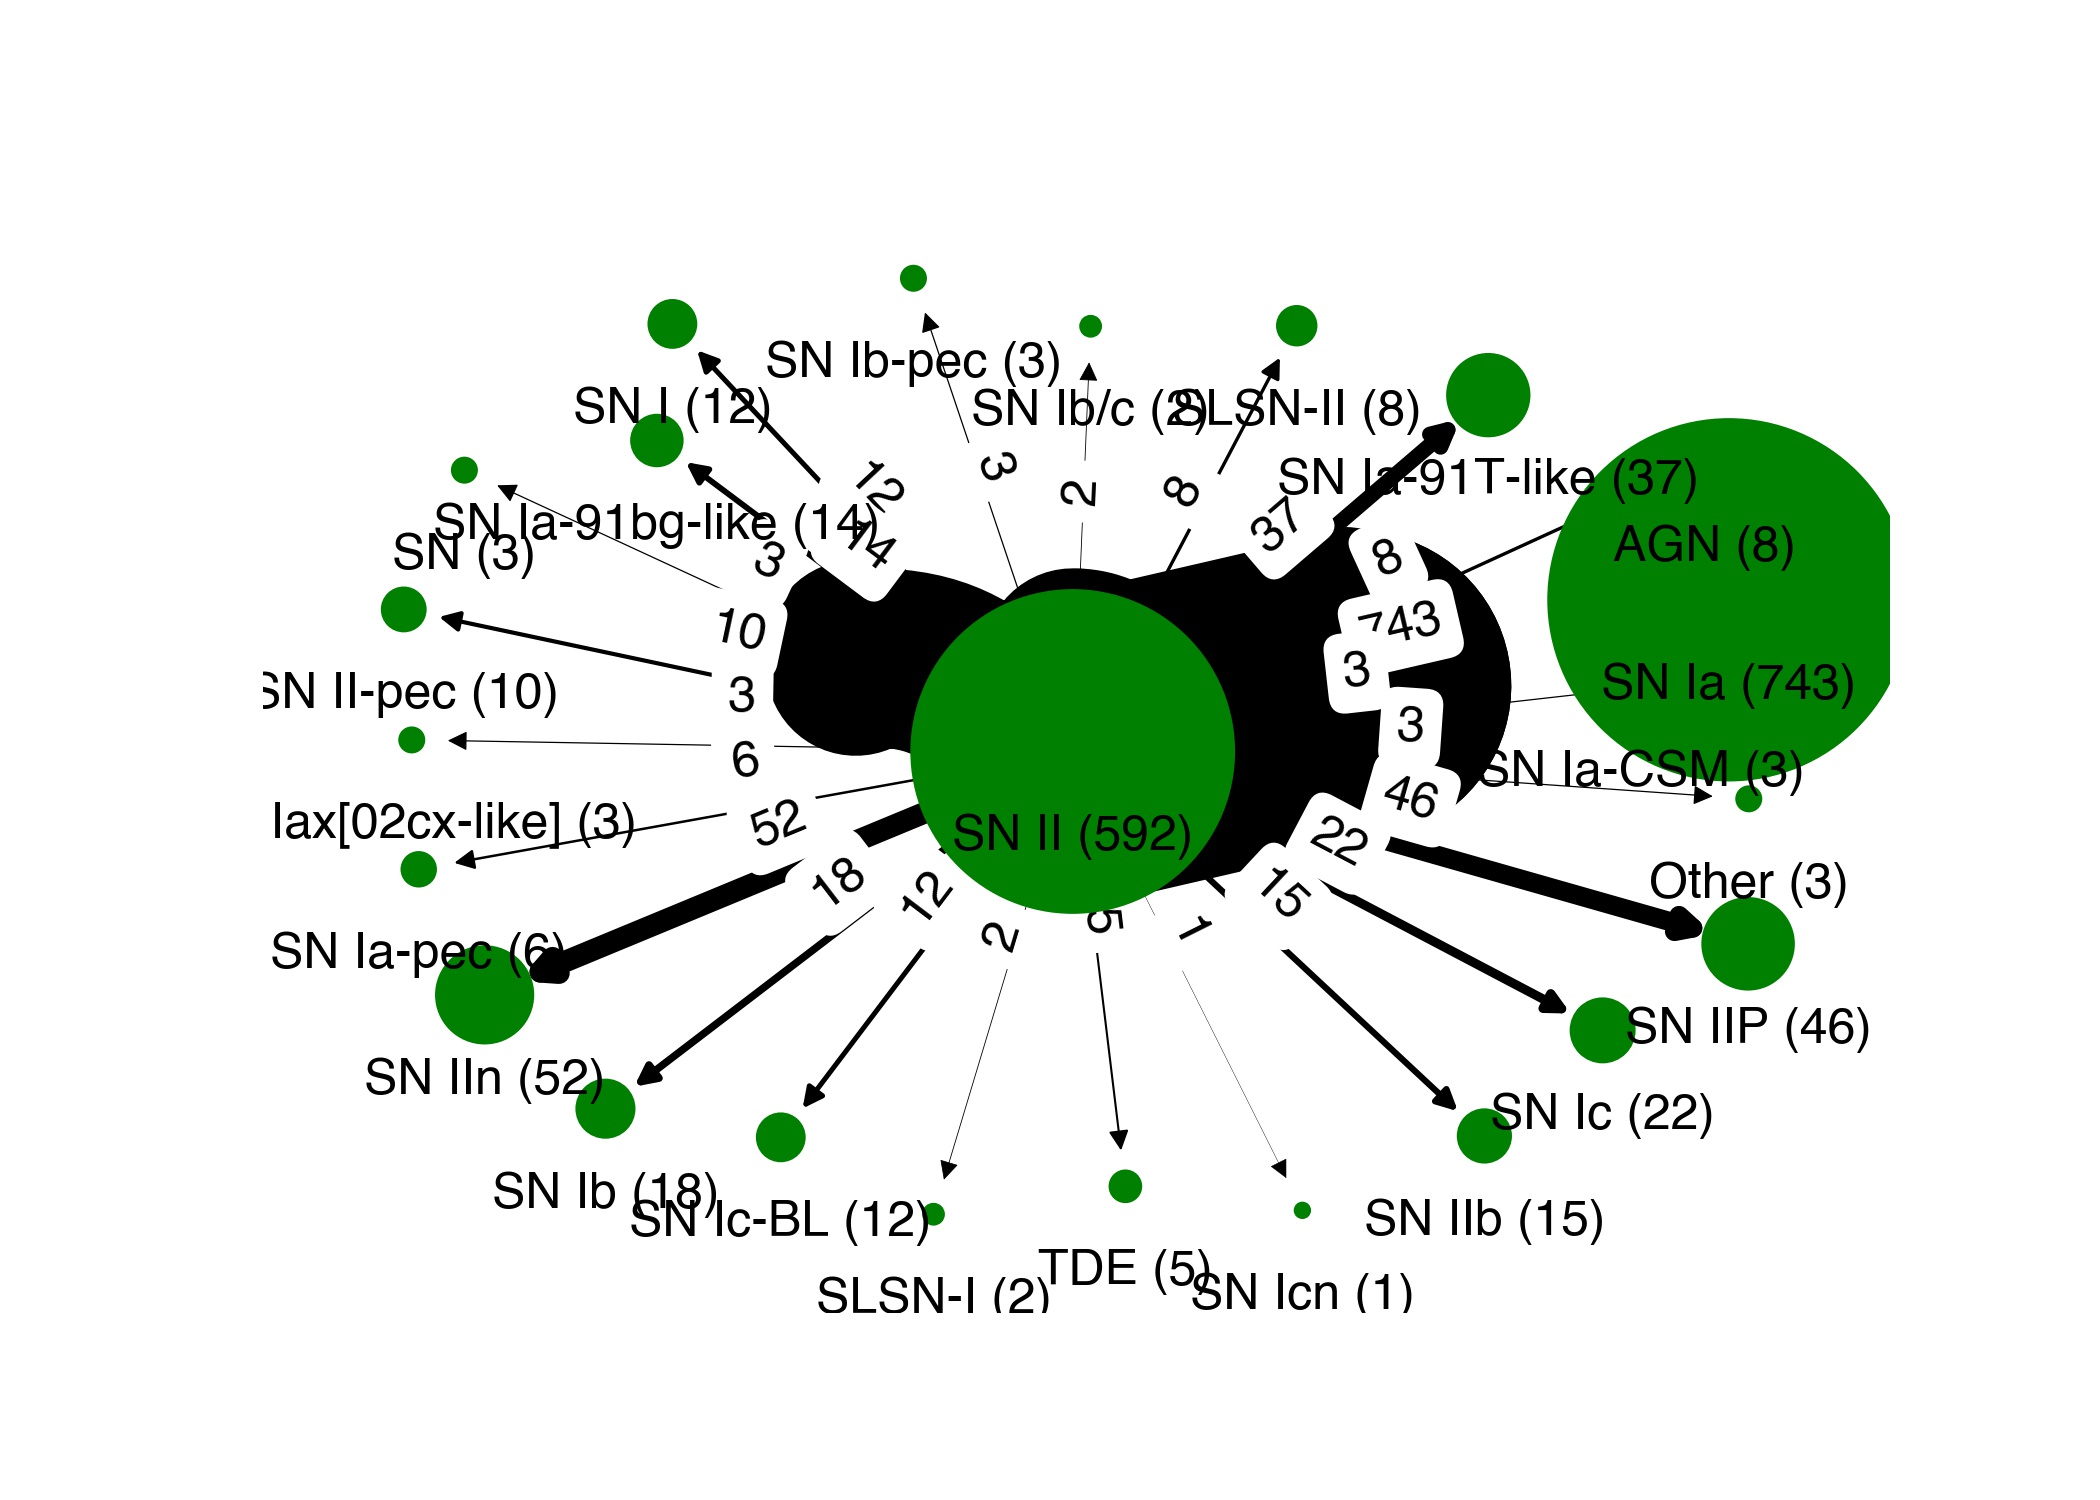 SN Ib-pec (3)
SN I (12)
SN Ib/c (2)
SLSN-II (8)
SN Ia-91T-like (37)
SN Ia-91bg-like (14)
SN (3)
AGN (8)
12
3
2
8
37
14
3
8
10
743
3
3
SN II-pec (10)
SN Ia (743)
3
6
SN Ia-CSM (3)
46
52
Iax[02cx-like] (3)
SN II (592)
22
18
12
15
Other (3)
2
5
1
SN Ia-pec (6)
SN IIP (46)
SN IIn (52)
SN Ic (22)
SN Ib (18)
SN Ic-BL (12)
SN IIb (15)
TDE (5)
SLSN-I (2)
SN Icn (1)